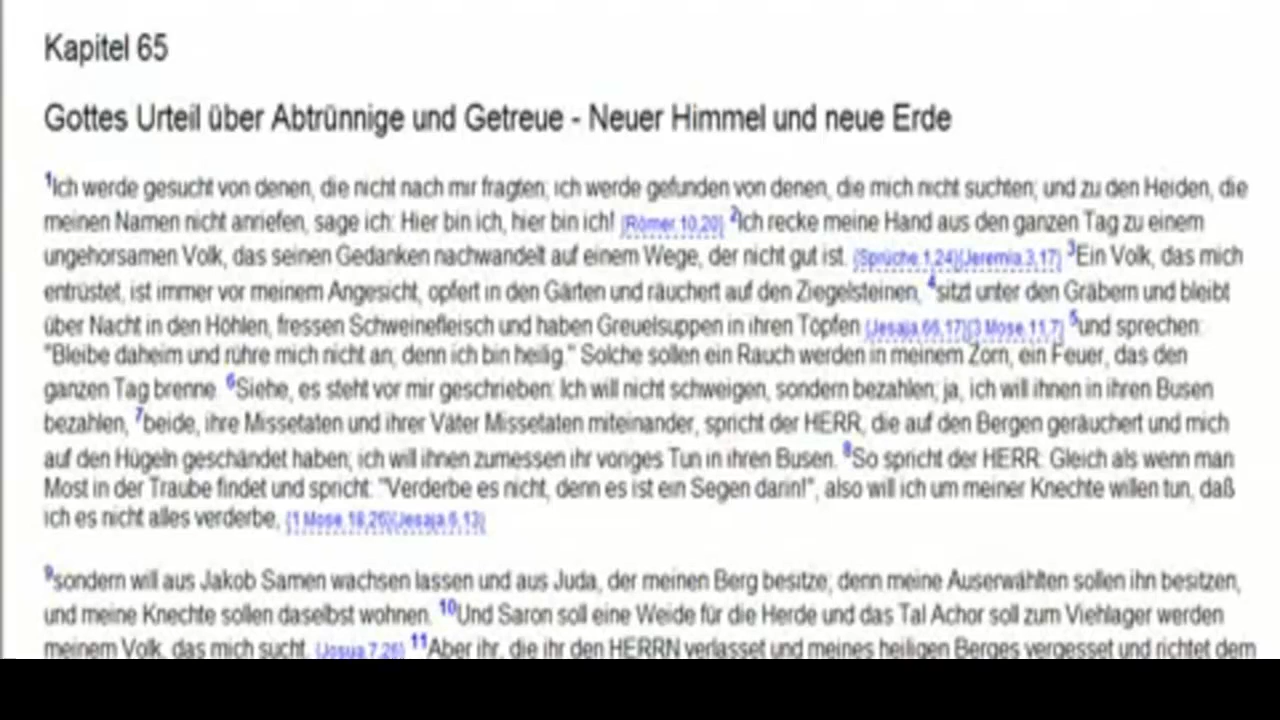 Kapitel 65
Gottes Urteil über Abtrünnige und Getreue - Neuer Himmel und neue Erde
1Ich werde gesucht von denen, die nicht nach mir fragten; ich werde gefunden von denen, die mich nicht suchten; und zu den Heiden, die
meinen Namen nicht anriefen, sage ich: Hier bin ich, hier bin ich! (Römer 10,20) 2Ich recke meine Hand aus den ganzen Tag zu einem
ungehorsamen Volk, das seinen Gedanken nachwandelt auf einem Wege, der nicht gut ist. (Sprüche 1,24)(Jeremia 3,17) 3Ein Volk, das mich
entrüstet, ist immer vor meinem Angesicht, opfert in den Gärten und räuchert auf den Ziegelsteinen, 4sitzt unter den Gräbern und bleibt
über Nacht in den Höhlen, fressen Schweinefleisch und haben Greuelsuppen in ihren Töpfen (Jesaja 66,17)(3 Mose 11,7) 5und sprechen:
"Bleibe daheim und rühre mich nicht an; denn ich bin heilig." Solche sollen ein Rauch werden in meinem Zorn, ein Feuer, das den
ganzen Tag brenne. 6Siehe, es steht vor mir geschrieben: Ich will nicht schweigen, sondern bezahlen; ja, ich will ihnen in ihren Busen
bezahlen, 7beide, ihre Missetaten und ihrer Väter Missetaten miteinander, spricht der HERR, die auf den Bergen geräuchert und mich
auf den Hügeln geschändet haben; ich will ihnen zumessen ihr voriges Tun in ihren Busen. 8So spricht der HERR: Gleich als wenn man
Most in der Traube findet und spricht: "Verderbe es nicht, denn es ist ein Segen darin!", also will ich um meiner Knechte willen tun, daß
ich es nicht alles verderbe, (1 Mose 18,26)(Jesaja 6,13)
9sondern will aus Jakob Samen wachsen lassen und aus Juda, der meinen Berg besitze; denn meine Auserwählten sollen ihn besitzen,
und meine Knechte sollen daselbst wohnen. 10Und Saron soll eine Weide für die Herde und das Tal Achor soll zum Viehlager werden
meinem Volk, das mich sucht. (Josua 7,26) 11Aber ihr, die ihr den HERRN verlasset und meines heiligen Berges vergesset und richtet dem